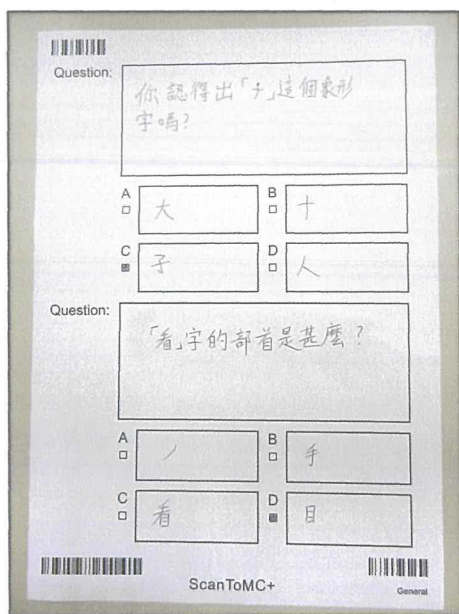 Question:
你認得出「子」這個象形
字嗎?
A 大
B 十
C 子
D 人
Question:
「看」字的部首是甚麼?
A 丿
B 手
C 看
D 目
ScanToMC+
General